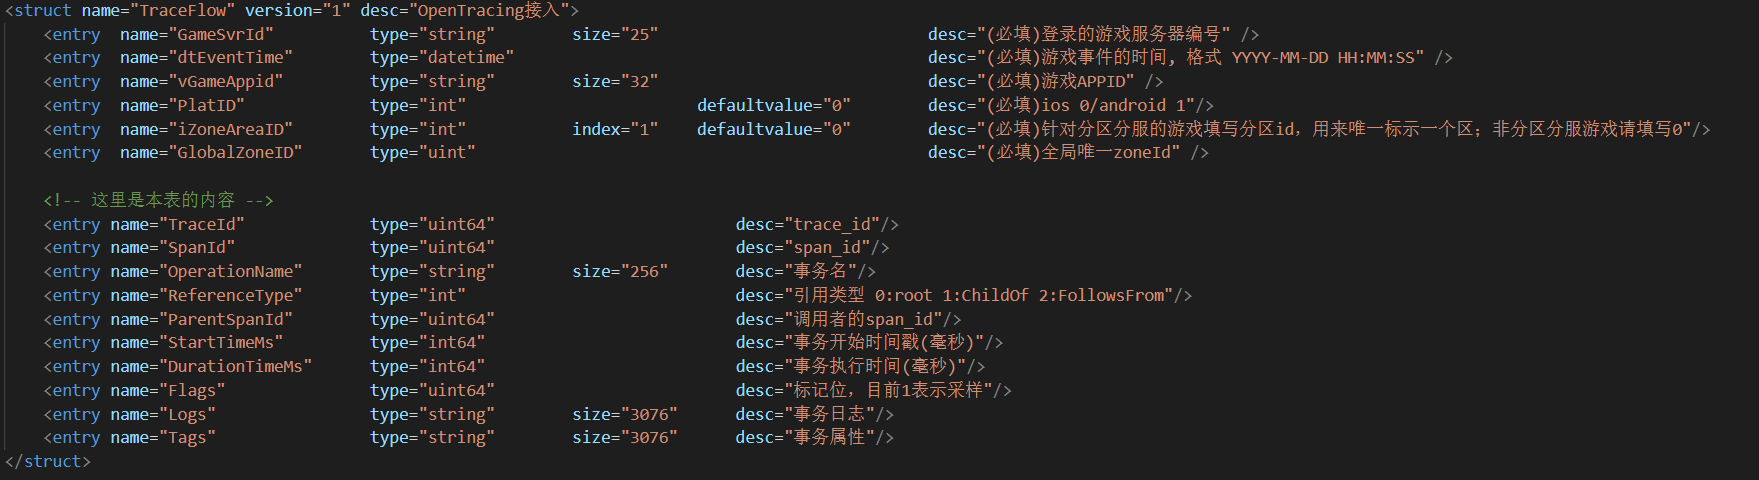 <struct name="TraceFlow" version="1" desc="OpenTracing接入">
<entry name="GameSvrId" type="string" size="25" desc="(必填)登录的游戏服务器编号" />
<entry name="dtEventTime" type="datetime" desc="(必填)游戏事件的时间, 格式 YYYY-MM-DD HH:MM:SS" />
<entry name="vGameAppid" type="string" size="32" desc="(必填)游戏APPID" />
<entry name="PlatID" type="int" defaultvalue="0" desc="(必填)ios 0/android 1"/>
<entry name="iZoneAreaID" type="int" index="1" defaultvalue="0" desc="(必填)针对分区分服的游戏填写分区id，用来唯一标示一个区；非分区分服游戏请填写0"/>
<entry name="GlobalZoneID" type="uint" desc="(必填)全局唯一zoneId" />
<!-- 这里是本表的内容 -->
<entry name="TraceId" type="uint64" desc="trace_id"/>
<entry name="SpanId" type="uint64" desc="span_id"/>
<entry name="OperationName" type="string" size="256" desc="事务名"/>
<entry name="ReferenceType" type="int" desc="引用类型 0:root 1:ChildOf 2:FollowsFrom"/>
<entry name="ParentSpanId" type="uint64" desc="调用者的span_id"/>
<entry name="StartTimeMs" type="int64" desc="事务开始时间戳(毫秒)"/>
<entry name="DurationTimeMs" type="int64" desc="事务执行时间(毫秒)"/>
<entry name="Flags" type="uint64" desc="标记位，目前1表示采样"/>
<entry name="Logs" type="string" size="3076" desc="事务日志"/>
<entry name="Tags" type="string" size="3076" desc="事务属性"/>
</struct>